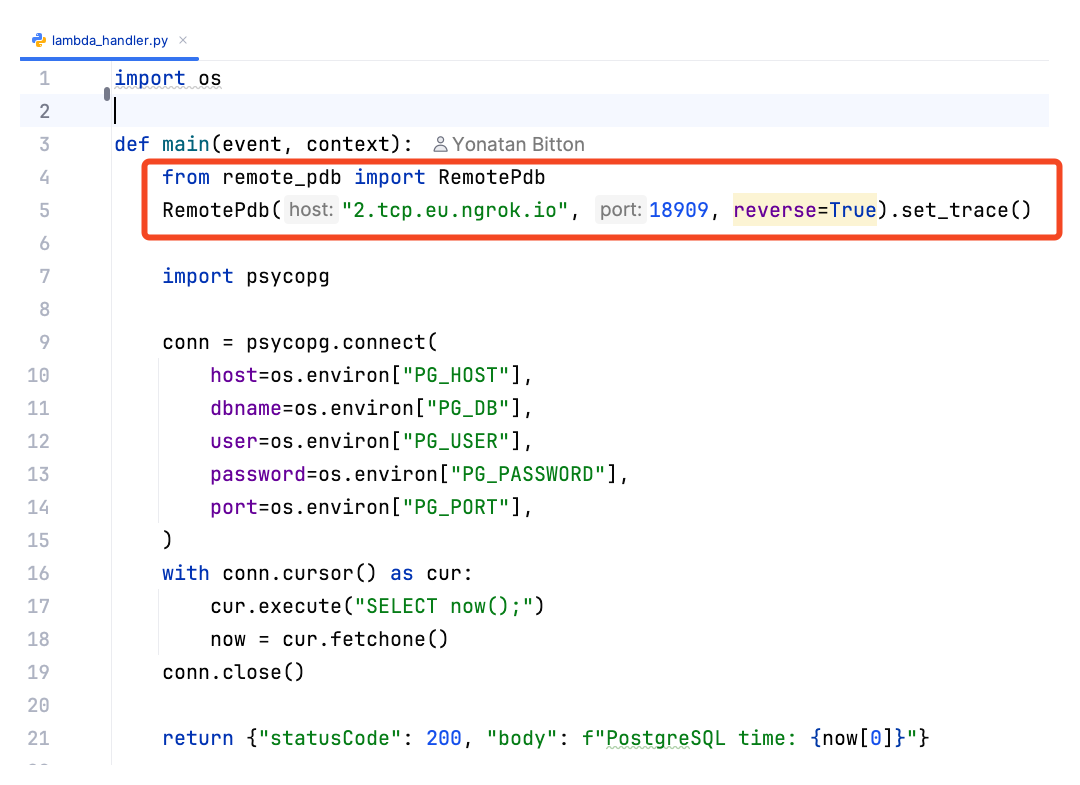 lambda_handler.py ×
1 import os
2
3 def main(event, context): Yonatan Bitton
4     from remote_pdb import RemotePdb
5     RemotePdb( host: "2.tcp.eu.ngrok.io", port: 18909, reverse=True).set_trace()
6
7     import psycopg
8
9     conn = psycopg.connect(
10         host=os.environ["PG_HOST"],
11         dbname=os.environ["PG_DB"],
12         user=os.environ["PG_USER"],
13         password=os.environ["PG_PASSWORD"],
14         port=os.environ["PG_PORT"],
15     )
16     with conn.cursor() as cur:
17         cur.execute("SELECT now();")
18         now = cur.fetchone()
19     conn.close()
20
21     return {"statusCode": 200, "body": f"PostgreSQL time: {now[0]}"}